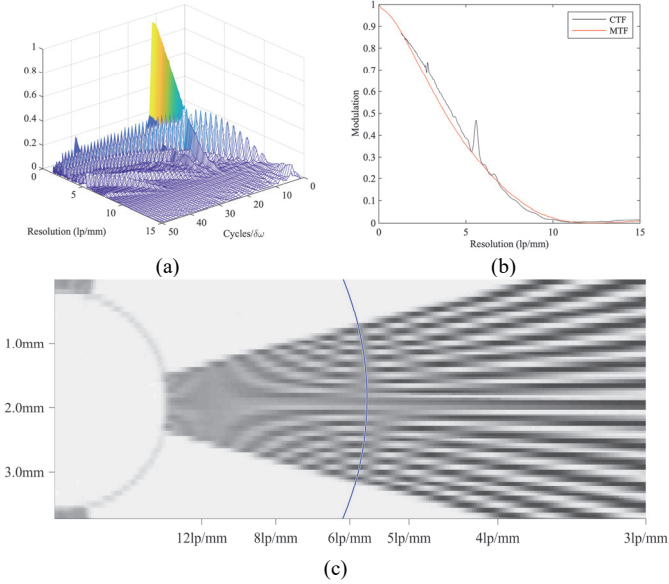 1
0.8
0.6
0.4
0.2
0
0
5
10
15
50
40
30
20
10
0
Resolution (lp/mm)
Cycles/δω
(a)
1
0.9
0.8
0.7
0.6
0.5
0.4
0.3
0.2
0.1
0
Modulation
CTF
MTF
0
5
10
15
Resolution (lp/mm)
(b)
1.0mm
2.0mm
3.0mm
12lp/mm
8lp/mm
6lp/mm
5lp/mm
4lp/mm
3lp/mm
(c)